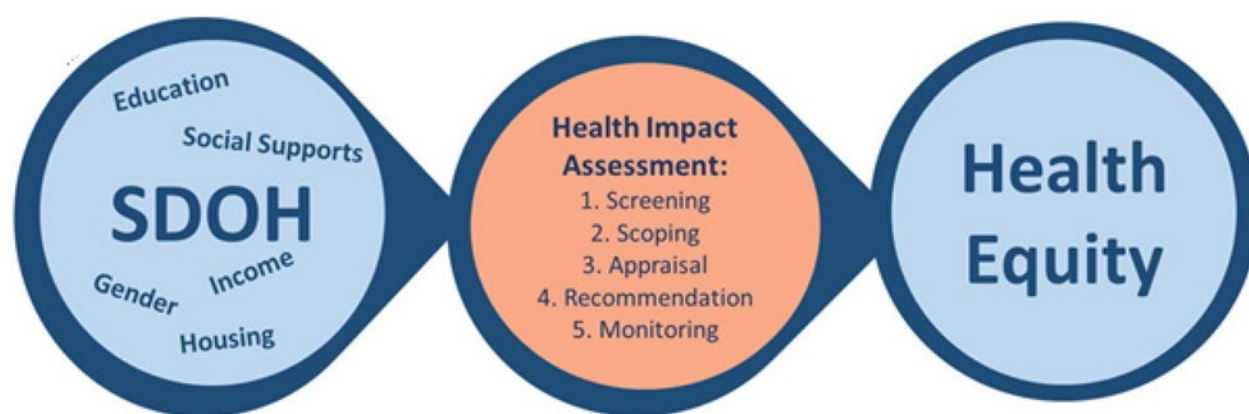 Education
Social Supports
SDOH
Gender
Income
Housing
Health Impact
Assessment:
1. Screening
2. Scoping
3. Appraisal
4. Recommendation
5. Monitoring
Health
Equity